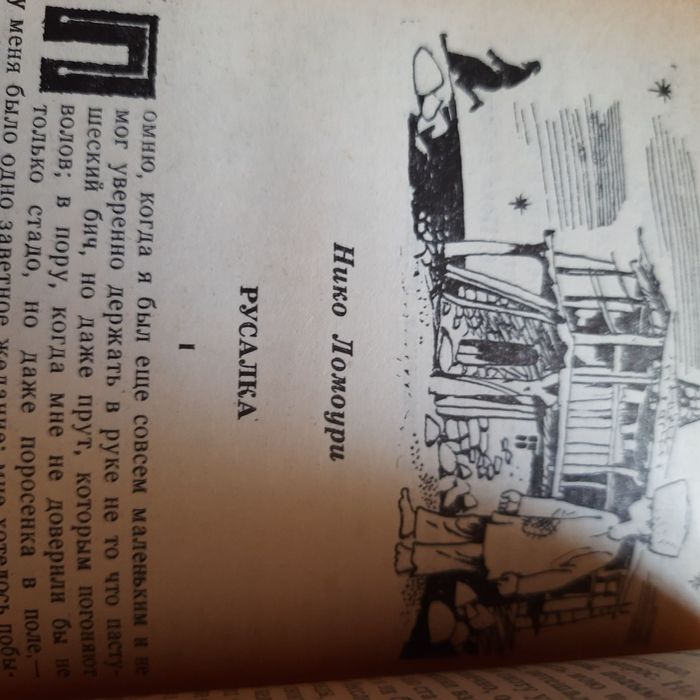 Нико Ломоури
РУСАЛКА
I
Помню, когда я был еще совсем маленьким и не
мог уверенно держать в руке не то что пасту-
шеский бич, но даже прут, которым погоняют
волов; в пору, когда мне не доверили бы не
только стадо, но даже поросенка в поле,—
у меня было одно заветное желание: мне хотелось побы-